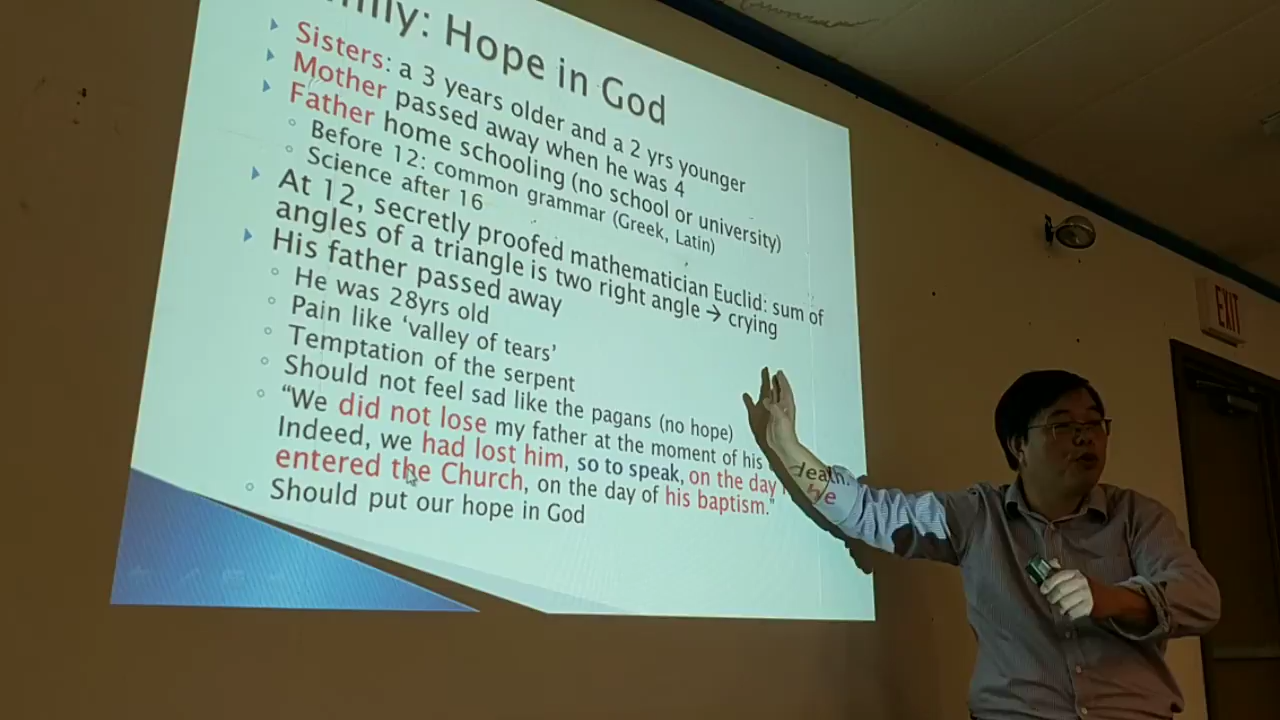 Hope in God
Sisters: a 3 years older and a 2 yrs younger
Mother passed away when he was 4
Father home schooling (no school or university)
Before 12: common grammar (Greek, Latin)
Science after 16
At 12, secretly proofed mathematician Euclid: sum of
angles of a triangle is two right angle → crying
His father passed away
He was 28yrs old
Pain like ‘valley of tears’
Temptation of the serpent
Should not feel sad like the pagans (no hope)
“We did not lose my father at the moment of his death.
Indeed, we had lost him, so to speak, on the day he
entered the Church, on the day of his baptism.”
Should put our hope in God
EXIT